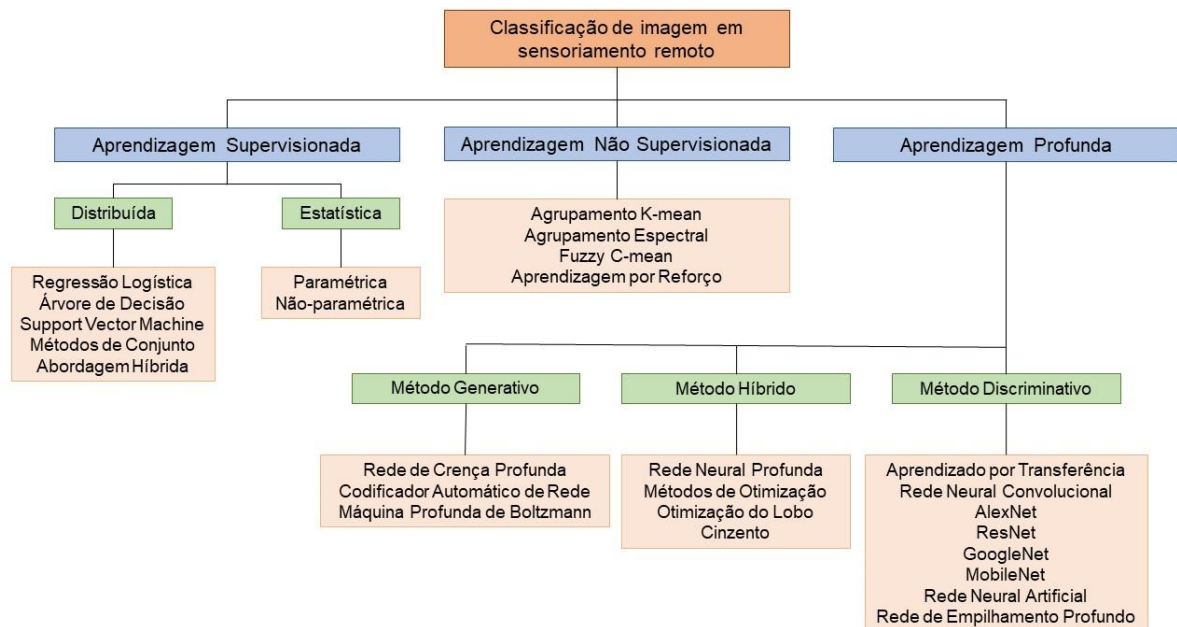 Classificação de imagem em
sensoriamento remoto
Aprendizagem Supervisionada
Aprendizagem Não Supervisionada
Aprendizagem Profunda
Distribuída
Estatística
Regressão Logística
Árvore de Decisão
Support Vector Machine
Métodos de Conjunto
Abordagem Híbrida
Paramétrica
Não-paramétrica
Agrupamento K-mean
Agrupamento Espectral
Fuzzy C-mean
Aprendizagem por Reforço
Método Generativo
Método Híbrido
Método Discriminativo
Rede de Crença Profunda
Codificador Automático de Rede
Máquina Profunda de Boltzmann
Rede Neural Profunda
Métodos de Otimização
Otimização do Lobo
Cinzento
Aprendizado por Transferência
Rede Neural Convolucional
AlexNet
ResNet
GoogleNet
MobileNet
Rede Neural Artificial
Rede de Empilhamento Profundo